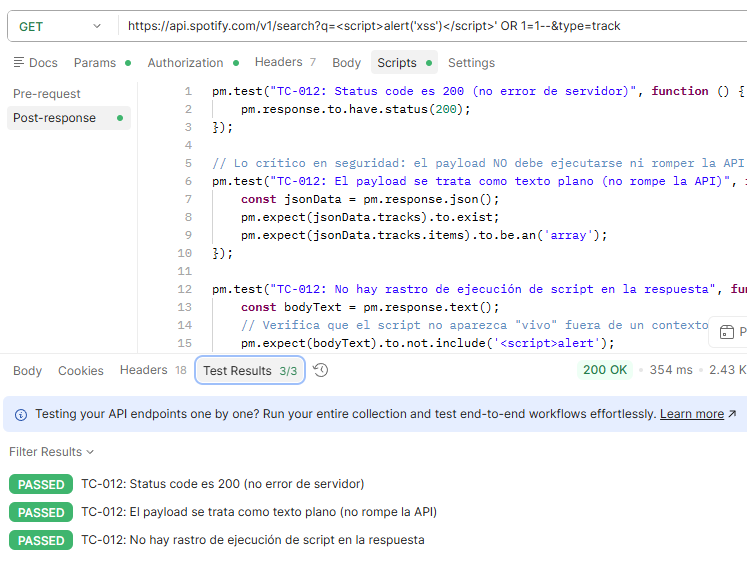 GET https://api.spotify.com/v1/search?q=<script>alert('xss')</script>' OR 1=1--&type=track
Docs Params Authorization Headers 7 Body Scripts Settings
Pre-request
Post-response
1 pm.test("TC-012: Status code es 200 (no error de servidor)", function () {
2 pm.response.to.have.status(200);
3 });
4
5 // Lo crítico en seguridad: el payload NO debe ejecutarse ni romper la API
6 pm.test("TC-012: El payload se trata como texto plano (no rompe la API)",
7 const jsonData = pm.response.json();
8 pm.expect(jsonData.tracks).to.exist;
9 pm.expect(jsonData.tracks.items).to.be.an('array');
10 });
11
12 pm.test("TC-012: No hay rastro de ejecución de script en la respuesta", fun
13 const bodyText = pm.response.text();
14 // Verifica que el script no aparezca "vivo" fuera de un contexto
15 pm.expect(bodyText).to.not.include('<script>alert');
P
Body Cookies Headers 18 Test Results 3/3 200 OK • 354 ms • 2.43 K
Testing your API endpoints one by one? Run your entire collection and test end-to-end workflows effortlessly. Learn more ↗
Filter Results
PASSED TC-012: Status code es 200 (no error de servidor)
PASSED TC-012: El payload se trata como texto plano (no rompe la API)
PASSED TC-012: No hay rastro de ejecución de script en la respuesta